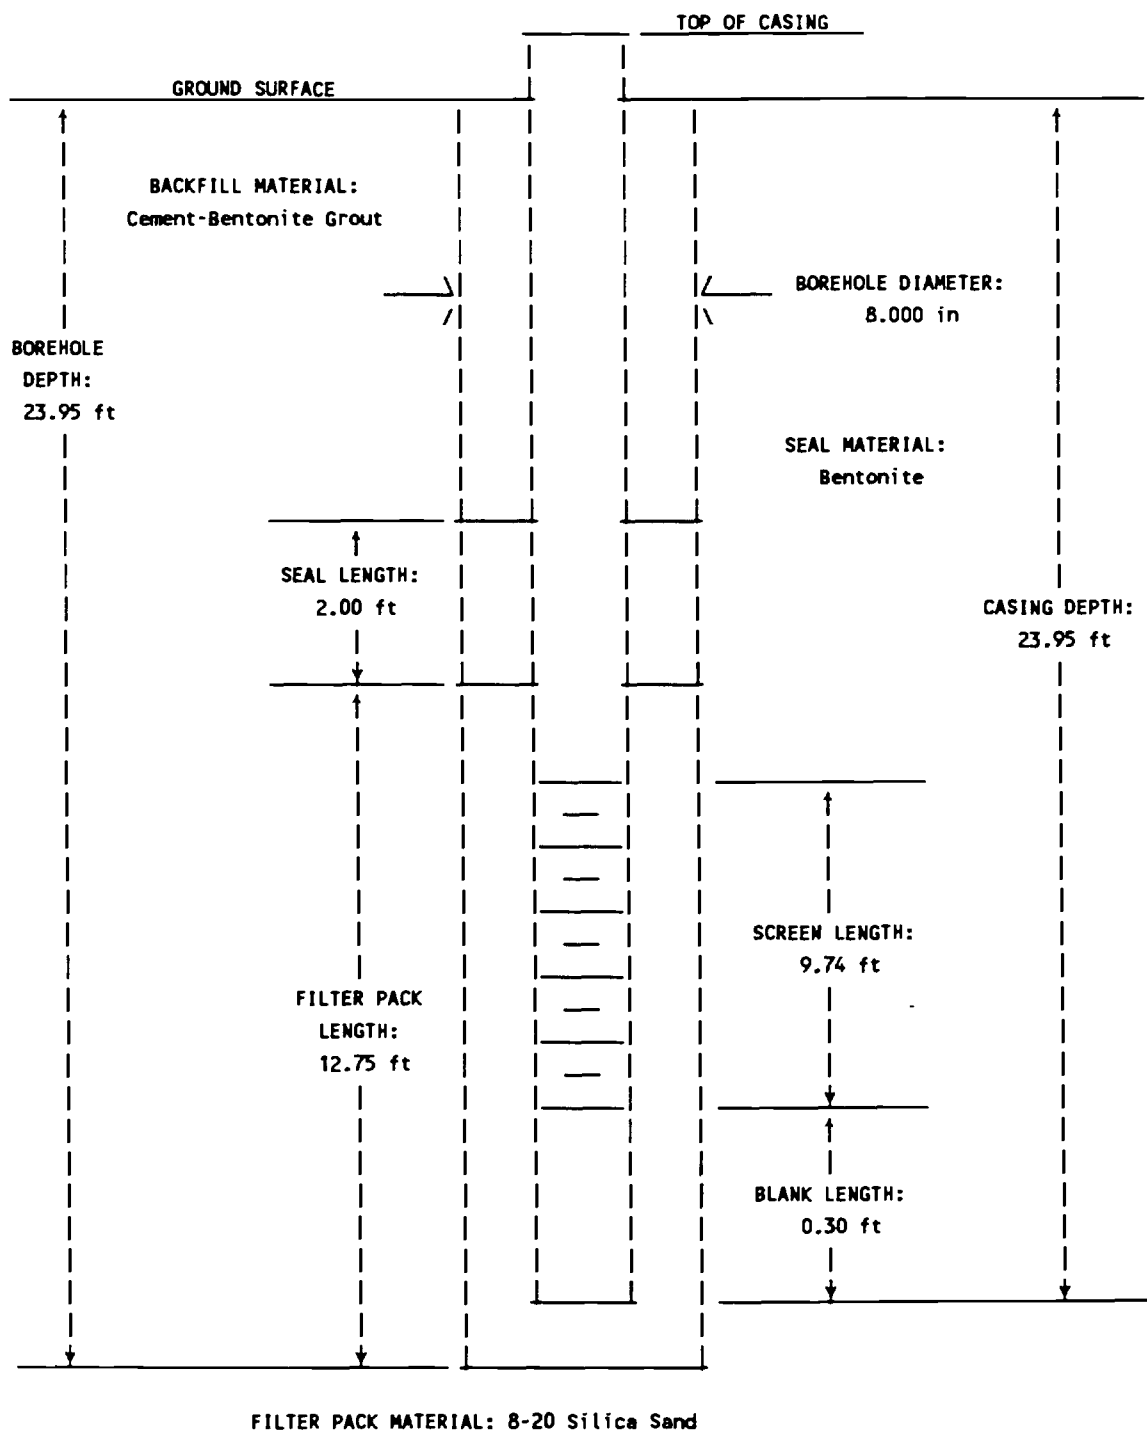 TOP OF CASING
GROUND SURFACE
BACKFILL MATERIAL:
Cement-Bentonite Grout
BOREHOLE DIAMETER:
8.000 in
BOREHOLE
DEPTH:
23.95 ft
SEAL MATERIAL:
Bentonite
SEAL LENGTH:
2.00 ft
CASING DEPTH:
23.95 ft
SCREEN LENGTH:
9.74 ft
FILTER PACK
LENGTH:
12.75 ft
BLANK LENGTH:
0.30 ft
FILTER PACK MATERIAL: 8-20 Silica Sand